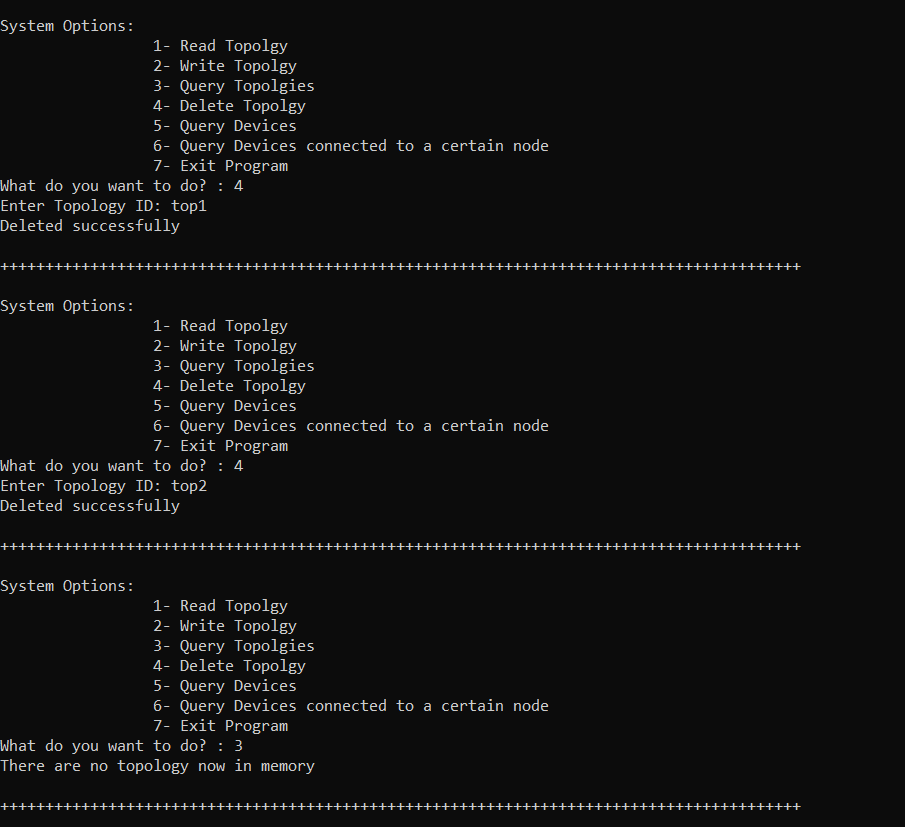 System Options:
1- Read Topolgy
2- Write Topolgy
3- Query Topolgies
4- Delete Topolgy
5- Query Devices
6- Query Devices connected to a certain node
7- Exit Program
What do you want to do? : 4
Enter Topology ID: top1
Deleted successfully
+++++++++++++++++++++++++++++++++++++++++++++++++++++++++++++++++++++++++++++++++++++++++
System Options:
1- Read Topolgy
2- Write Topolgy
3- Query Topolgies
4- Delete Topolgy
5- Query Devices
6- Query Devices connected to a certain node
7- Exit Program
What do you want to do? : 4
Enter Topology ID: top2
Deleted successfully
+++++++++++++++++++++++++++++++++++++++++++++++++++++++++++++++++++++++++++++++++++++++++
System Options:
1- Read Topolgy
2- Write Topolgy
3- Query Topolgies
4- Delete Topolgy
5- Query Devices
6- Query Devices connected to a certain node
7- Exit Program
What do you want to do? : 3
There are no topology now in memory
+++++++++++++++++++++++++++++++++++++++++++++++++++++++++++++++++++++++++++++++++++++++++